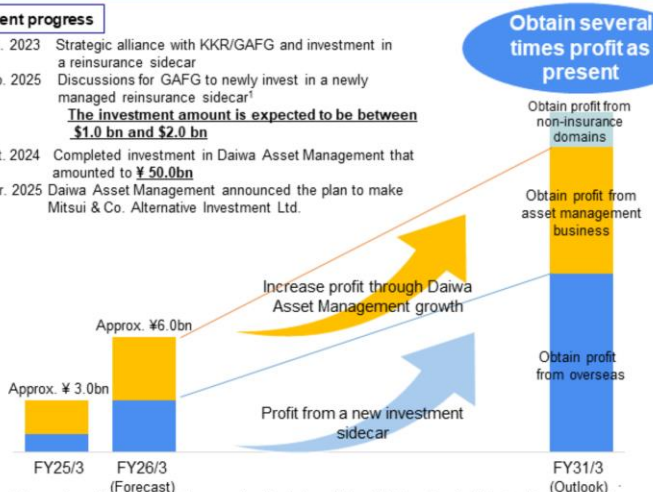 ent progress
. 2023 Strategic alliance with KKR/GAFG and investment in
a reinsurance sidecar
. 2025 Discussions for GAFG to newly invest in a newly
managed reinsurance sidecar1
The investment amount is expected to be between
$1.0 bn and $2.0 bn
. 2024 Completed investment in Daiwa Asset Management that
amounted to ¥ 50.0bn
r. 2025 Daiwa Asset Management announced the plan to make
Mitsui & Co. Alternative Investment Ltd.
Obtain several
times profit as
present
Obtain profit from
non-insurance
domains
Obtain profit from
asset management
business
Increase profit through Daiwa
Asset Management growth
Approx. ¥6.0bn
Obtain profit
from overseas
Approx. ¥ 3.0bn
Profit from a new investment
sidecar
FY25/3
FY26/3
(Forecast)
FY31/3
(Outlook)